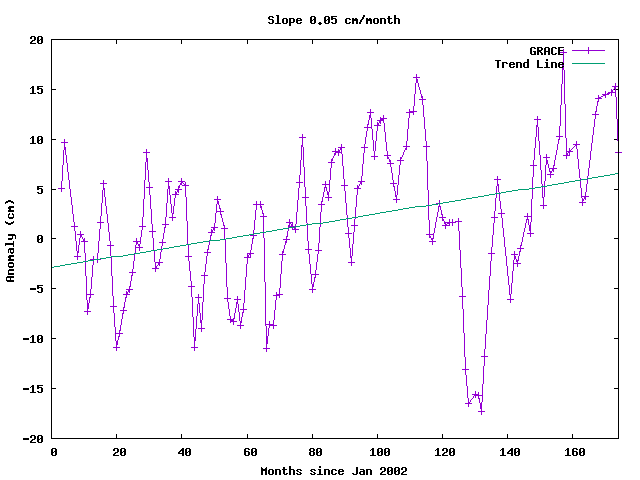 Slope 0.05 cm/month
GRACE
Trend Line
20
15
10
5
0
-5
-10
-15
-20
Anomaly (cm)
0 20 40 60 80 100 120 140 160
Months since Jan 2002